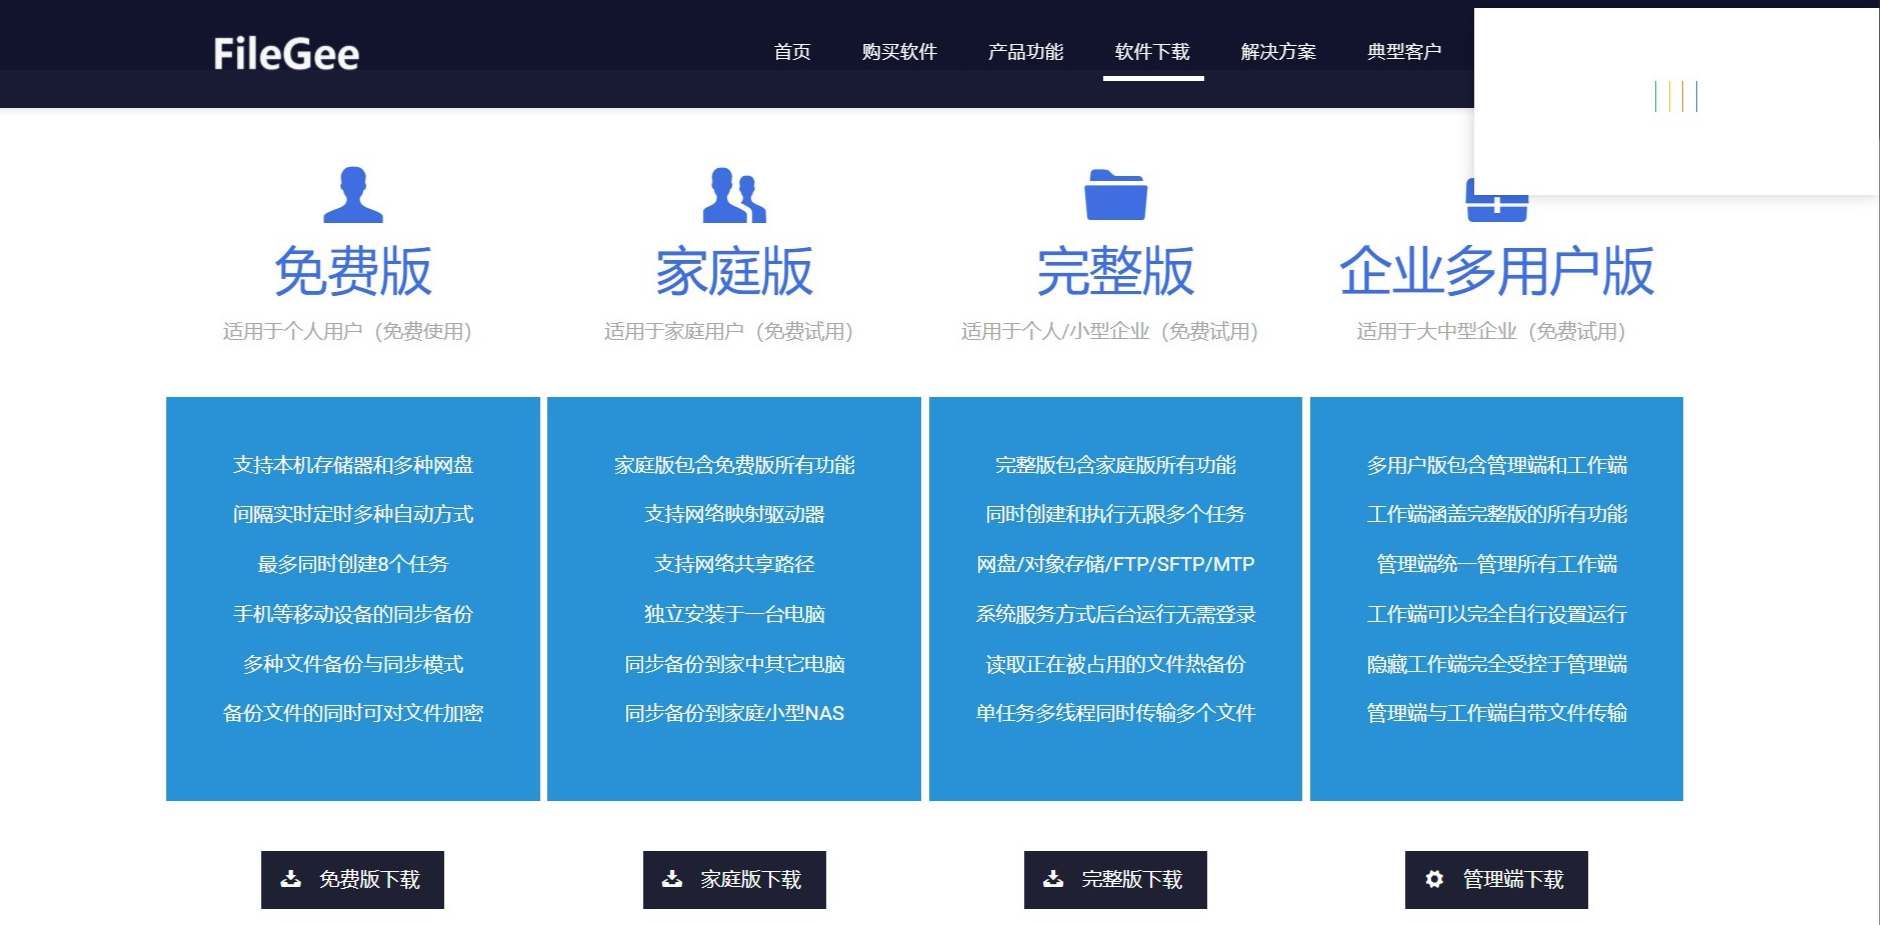 FileGee
首页 购买软件 产品功能 软件下载 解决方案 典型客户
免费版
适用于个人用户（免费使用）
支持本机存储器和多种网盘
间隔实时定时多种自动方式
最多同时创建8个任务
手机等移动设备的同步备份
多种文件备份与同步模式
备份文件的同时可对文件加密
免费版下载
家庭版
适用于家庭用户（免费试用）
家庭版包含免费版所有功能
支持网络映射驱动器
支持网络共享路径
独立安装于一台电脑
同步备份到家中其它电脑
同步备份到家庭小型NAS
家庭版下载
完整版
适用于个人/小型企业（免费试用）
完整版包含家庭版所有功能
同时创建和执行无限多个任务
网盘/对象存储/FTP/SFTP/MTP
系统服务方式后台运行无需登录
读取正在被占用的文件热备份
单任务多线程同时传输多个文件
完整版下载
企业多用户版
适用于大中型企业（免费试用）
多用户版包含管理端和工作端
工作端涵盖完整版的所有功能
管理端统一管理所有工作端
工作端可以完全自行设置运行
隐藏工作端完全受控于管理端
管理端与工作端自带文件传输
管理端下载